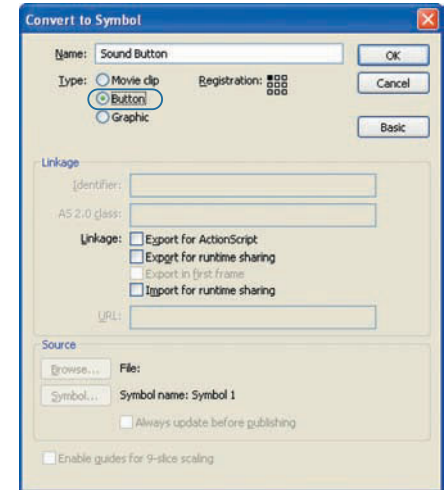 Convert to Symbol
Name: Sound Button
OK
Type: Movie clip
Registration:
Cancel
Button
Graphic
Basic
Linkage
Identifier:
AS 2.0 class:
Linkage: Export for ActionScript
Export for runtime sharing
Export in first frame
Import for runtime sharing
URL:
Source
Browse... File:
Symbol... Symbol name: Symbol 1
Always update before publishing
Enable guides for 9-slice scaling